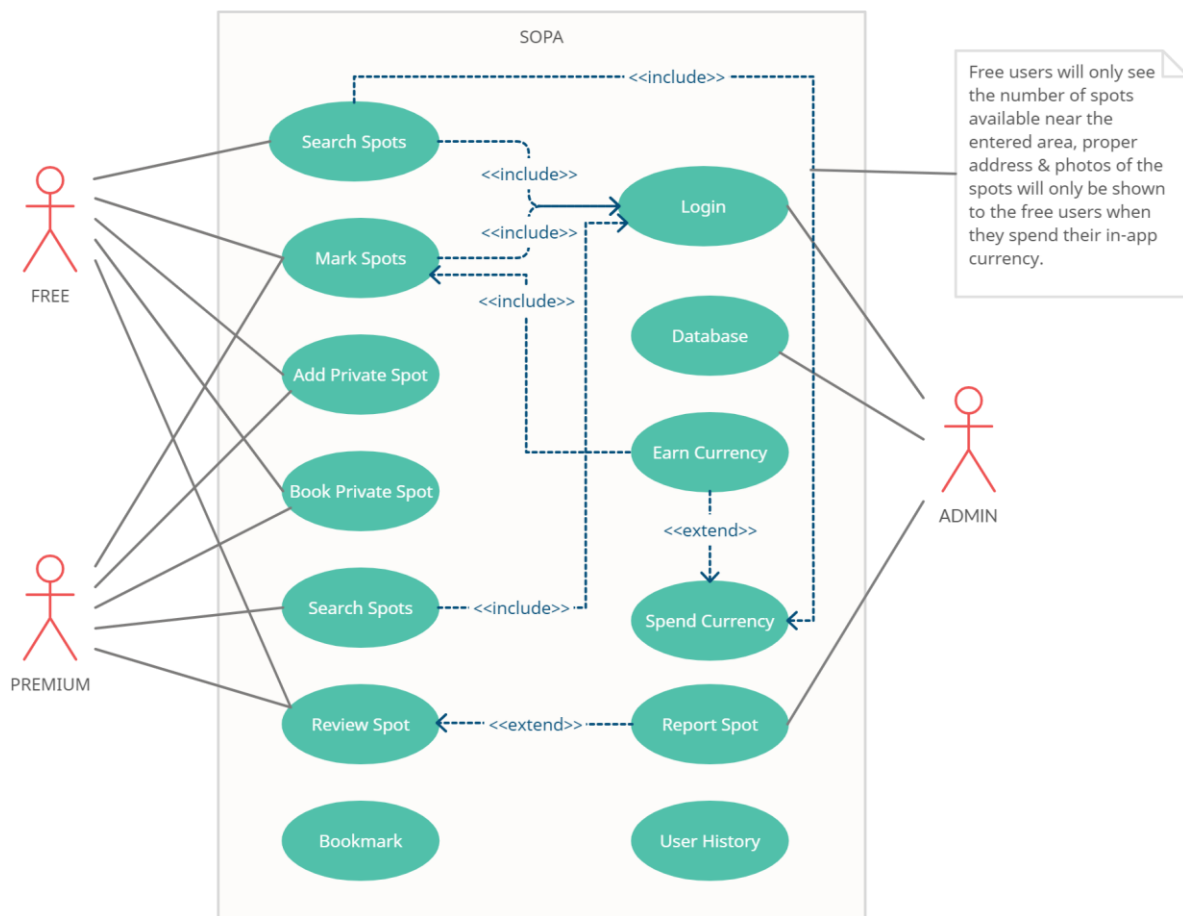 SOPA
<<include>>
Free users will only see
the number of spots
available near the
entered area, proper
address & photos of the
spots will only be shown
to the free users when
they spend their in-app
currency.
Search Spots
<<include>>
Login
<<include>>
Mark Spots
FREE
<<include>>
Database
Add Private Spot
Earn Currency
Book Private Spot
ADMIN
<<extend>>
Search Spots
<<include>>
Spend Currency
PREMIUM
Review Spot
<<extend>>
Report Spot
Bookmark
User History